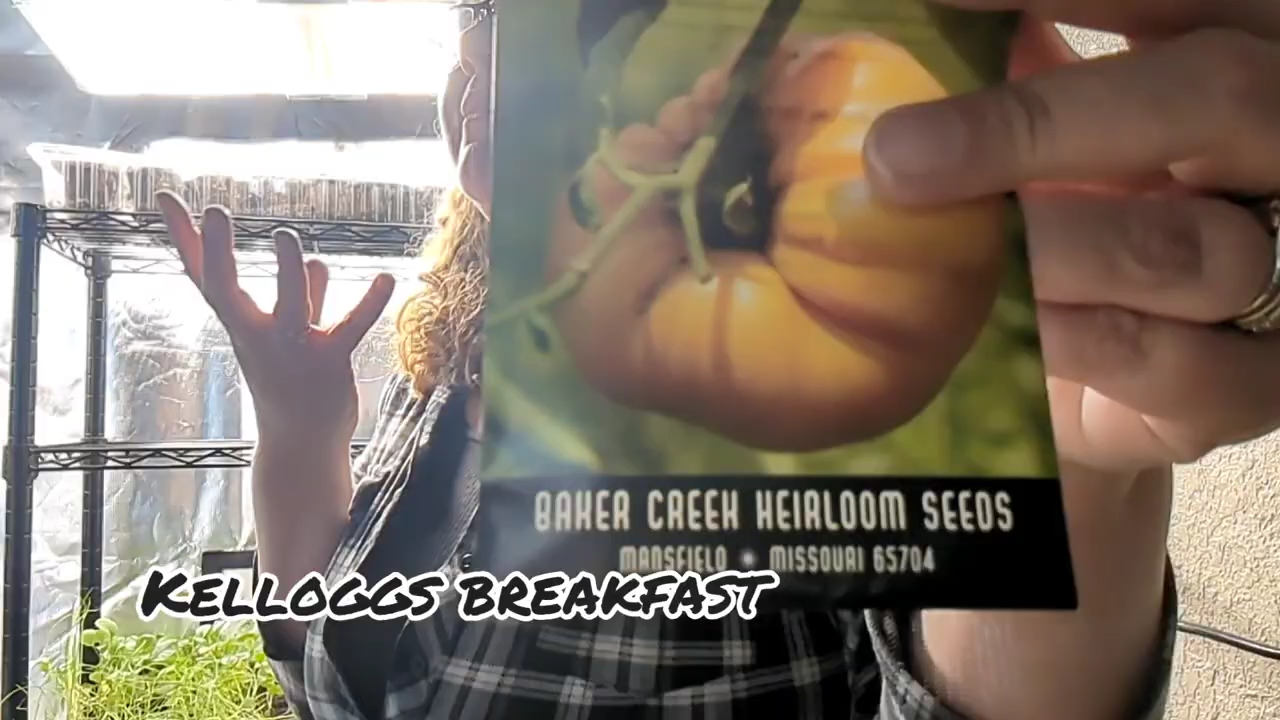 BAKER CREEK HEIRLOOM SEEDS
MANSFIELD • MISSOURI 65704
KELLOGGS BREAKFAST